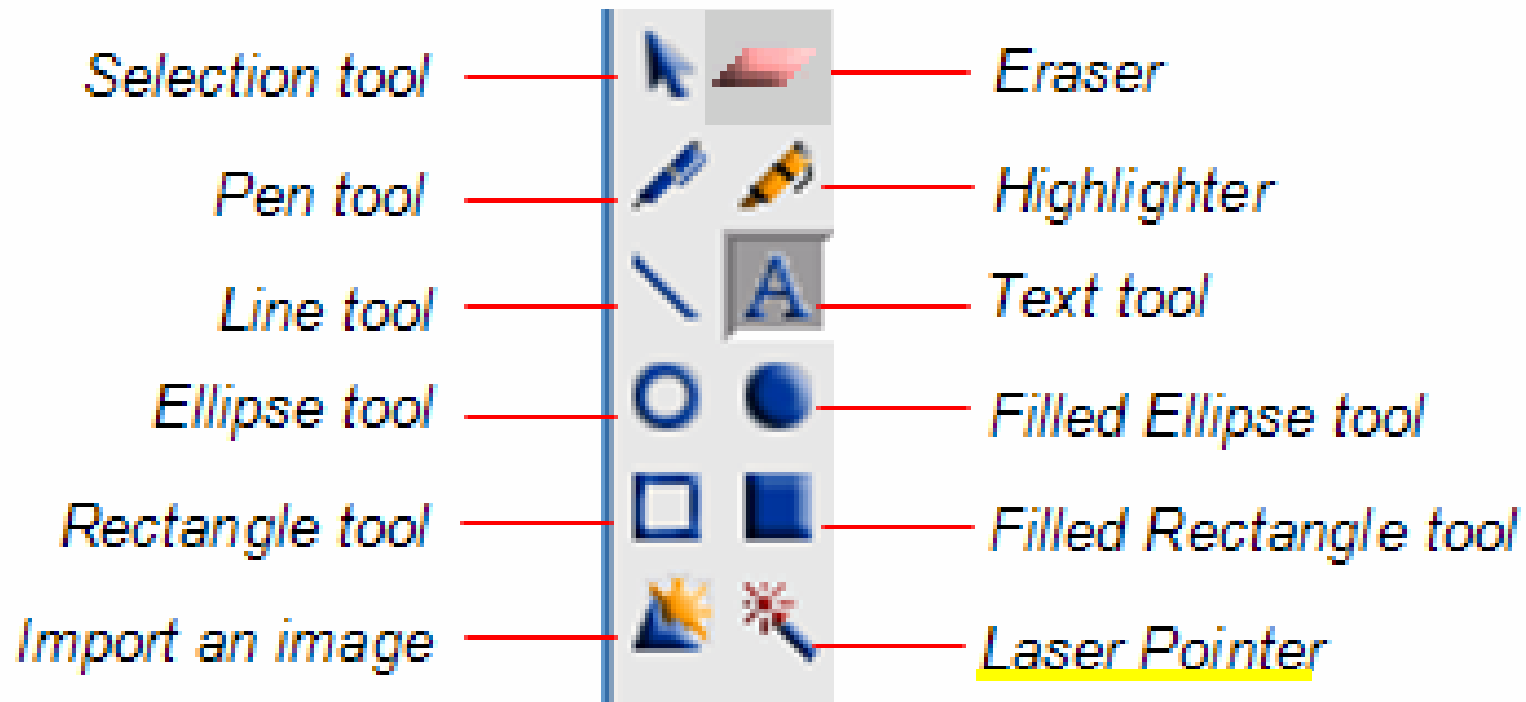 Selection tool
Eraser
Pen tool
Highlighter
Line tool
A
Text tool
Ellipse tool
Filled Ellipse tool
Rectangle tool
Filled Rectangle tool
Import an image
Laser Pointer